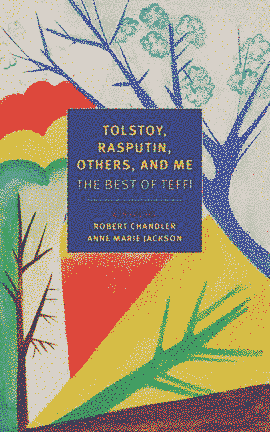 TOLSTOY,
RASPUTIN,
OTHERS, AND ME
THE BEST OF TEFFI
ROBERT CHANDLER
ANNE MARIE JACKSON